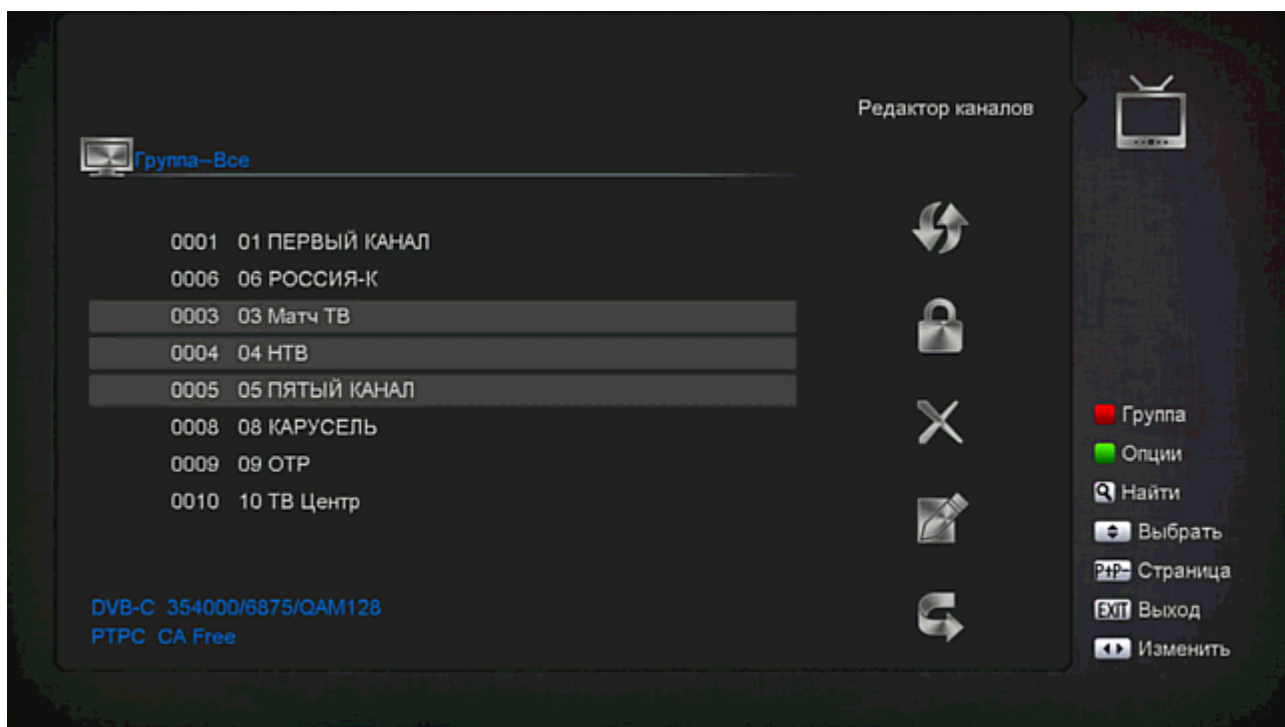 Редактор каналов
Группа--Все
0001 01 ПЕРВЫЙ КАНАЛ
0006 06 РОССИЯ-К
0003 03 Матч ТВ
0004 04 НТВ
0005 05 ПЯТЫЙ КАНАЛ
0008 08 КАРУСЕЛЬ
0009 09 ОТР
0010 10 ТВ Центр
DVB-C 354000/6875/QAM128
РТРС CA Free
Группа
Опции
Найти
Выбрать
P+P- Страница
EXIT Выход
Изменить